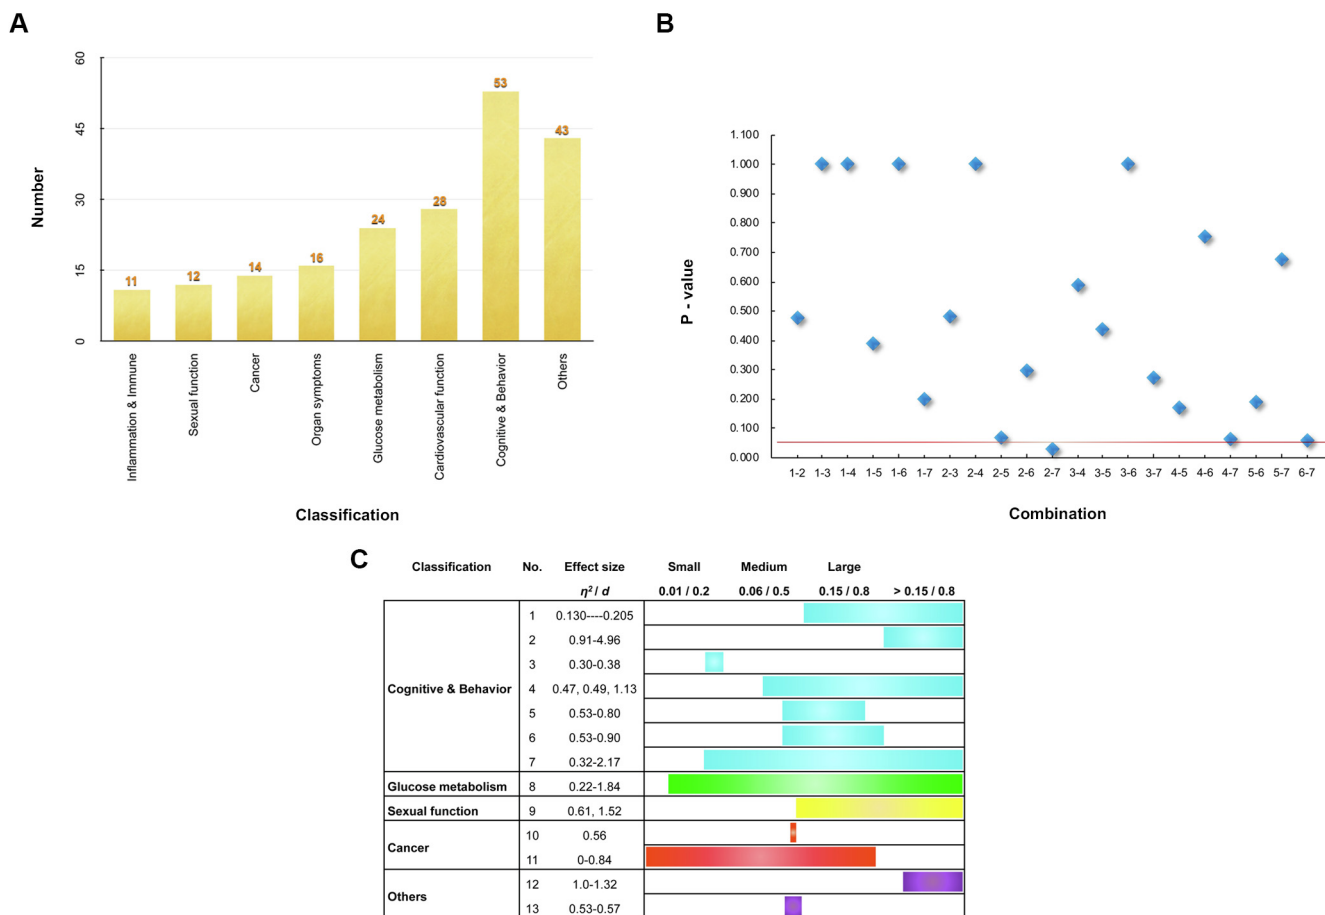 A
60
45
30
15
0
Number
11
12
14
16
24
28
53
43
Inflammation & Immune
Sexual function
Cancer
Organ symptoms
Glucose metabolism
Cardiovascular function
Cognitive & Behavior
Others
Classification
B
1.100
1.000
0.900
0.800
0.700
0.600
0.500
0.400
0.300
0.200
0.100
0.000
P - value
1-2 1-3 1-4 1-5 1-6 1-7 2-3 2-4 2-5 2-6 2-7 3-4 3-5 3-6 3-7 4-5 4-6 4-7 5-6 5-7 6-7
Combination
C
Classification No. Effect size Small Medium Large
η² / d 0.01 / 0.2 0.06 / 0.5 0.15 / 0.8 > 0.15 / 0.8
1 0.130----0.205
2 0.91-4.96
3 0.30-0.38
Cognitive & Behavior 4 0.47, 0.49, 1.13
5 0.53-0.80
6 0.53-0.90
7 0.32-2.17
Glucose metabolism 8 0.22-1.84
Sexual function 9 0.61, 1.52
Cancer 10 0.56
11 0-0.84
Others 12 1.0-1.32
13 0.53-0.57